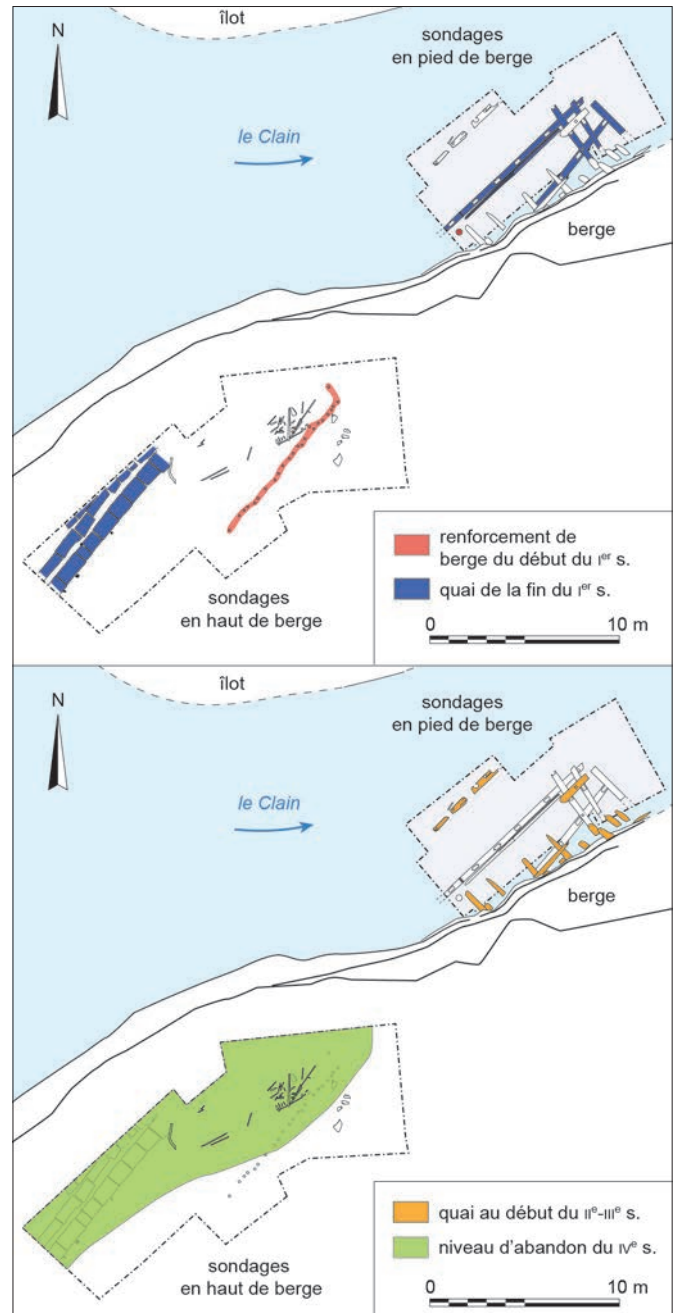 îlot
N
sondages
en pied de berge
le Clain
berge
renforcement de
berge du début du Ier s.
quai de la fin du Ier s.
sondages
en haut de berge
0 10 m
îlot
N
sondages
en pied de berge
le Clain
berge
quai au début du IIe-IIIe s.
niveau d'abandon du IVe s.
sondages
en haut de berge
0 10 m